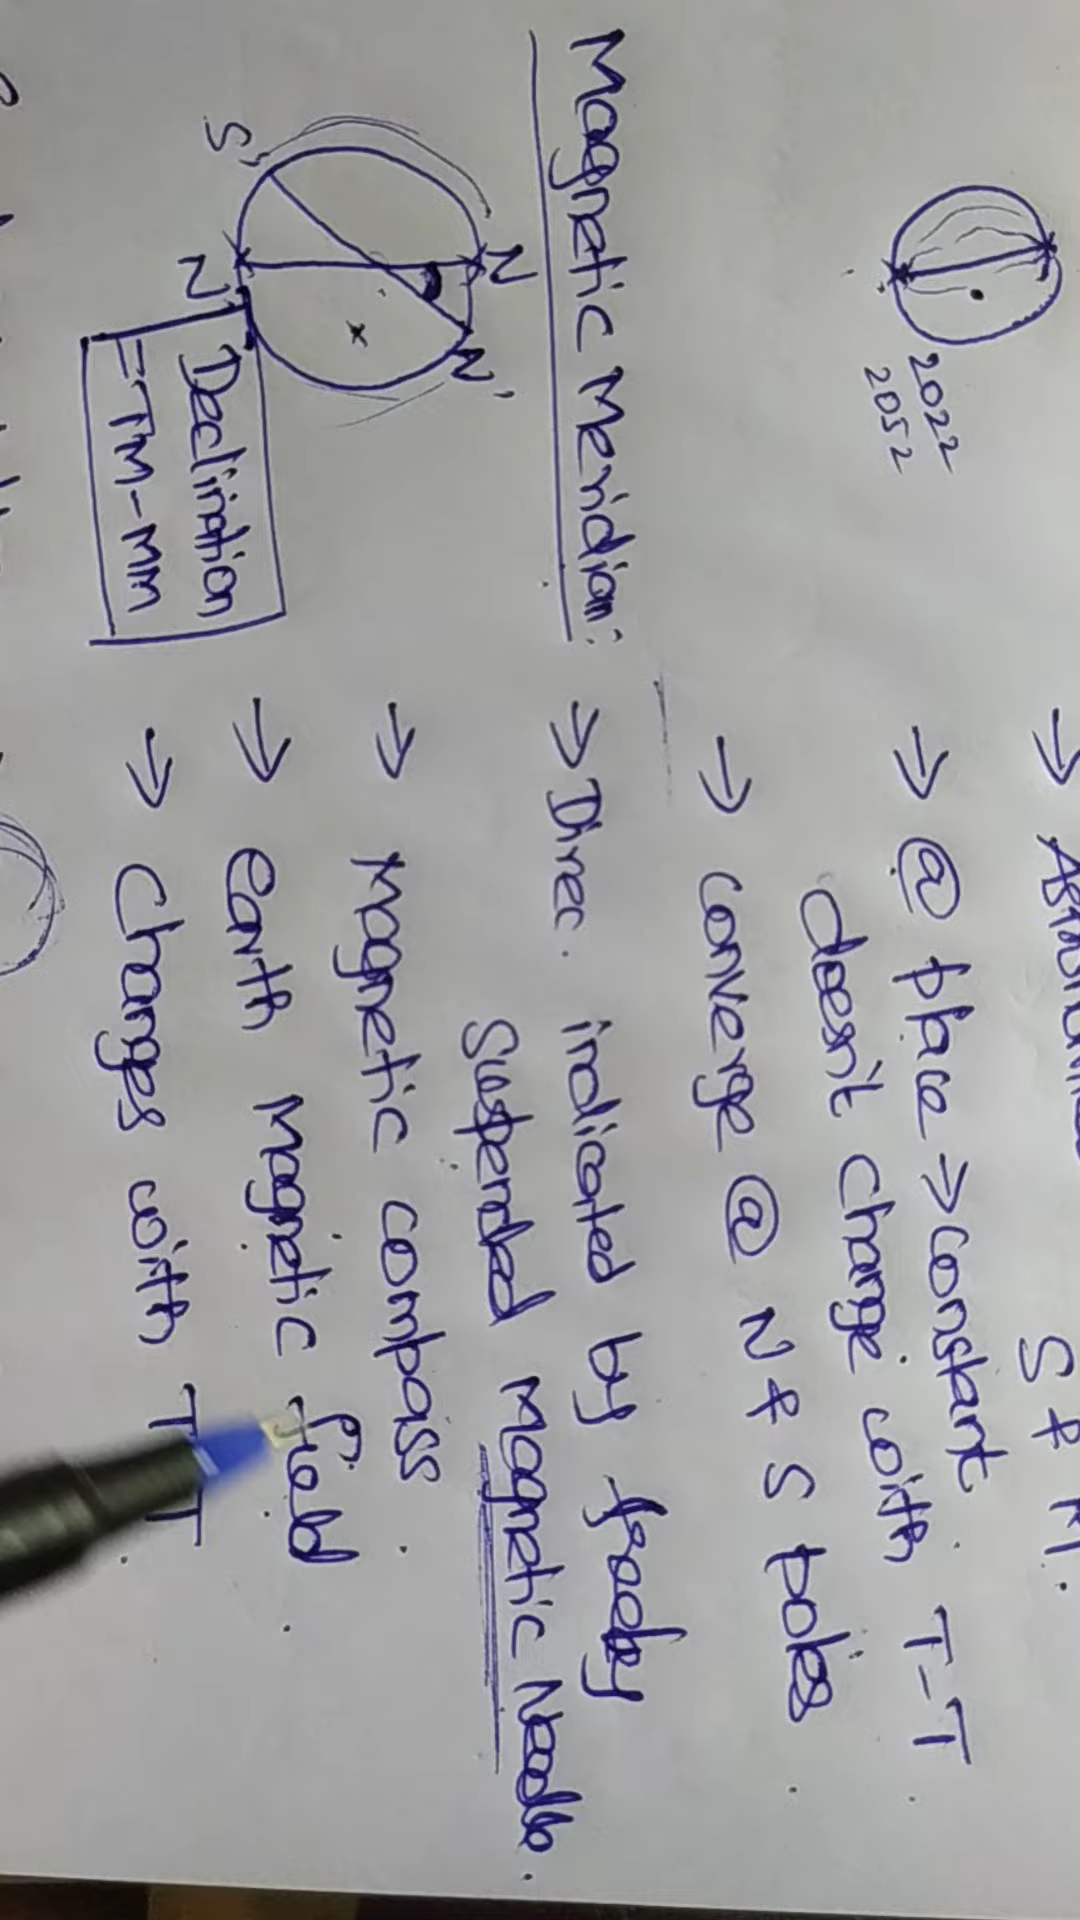 S & M.
→ @ place → constant
doesn't change with T-T
2022
2052
→ converge @ N & S poles
Magnetic Meridian:
→ Direc. indicated by freely
Suspended Magnetic Needle.
→ Magnetic compass
→ earth Magnetic field
→ Changes with
N
N'
S'
N
Declination
= TM-MM